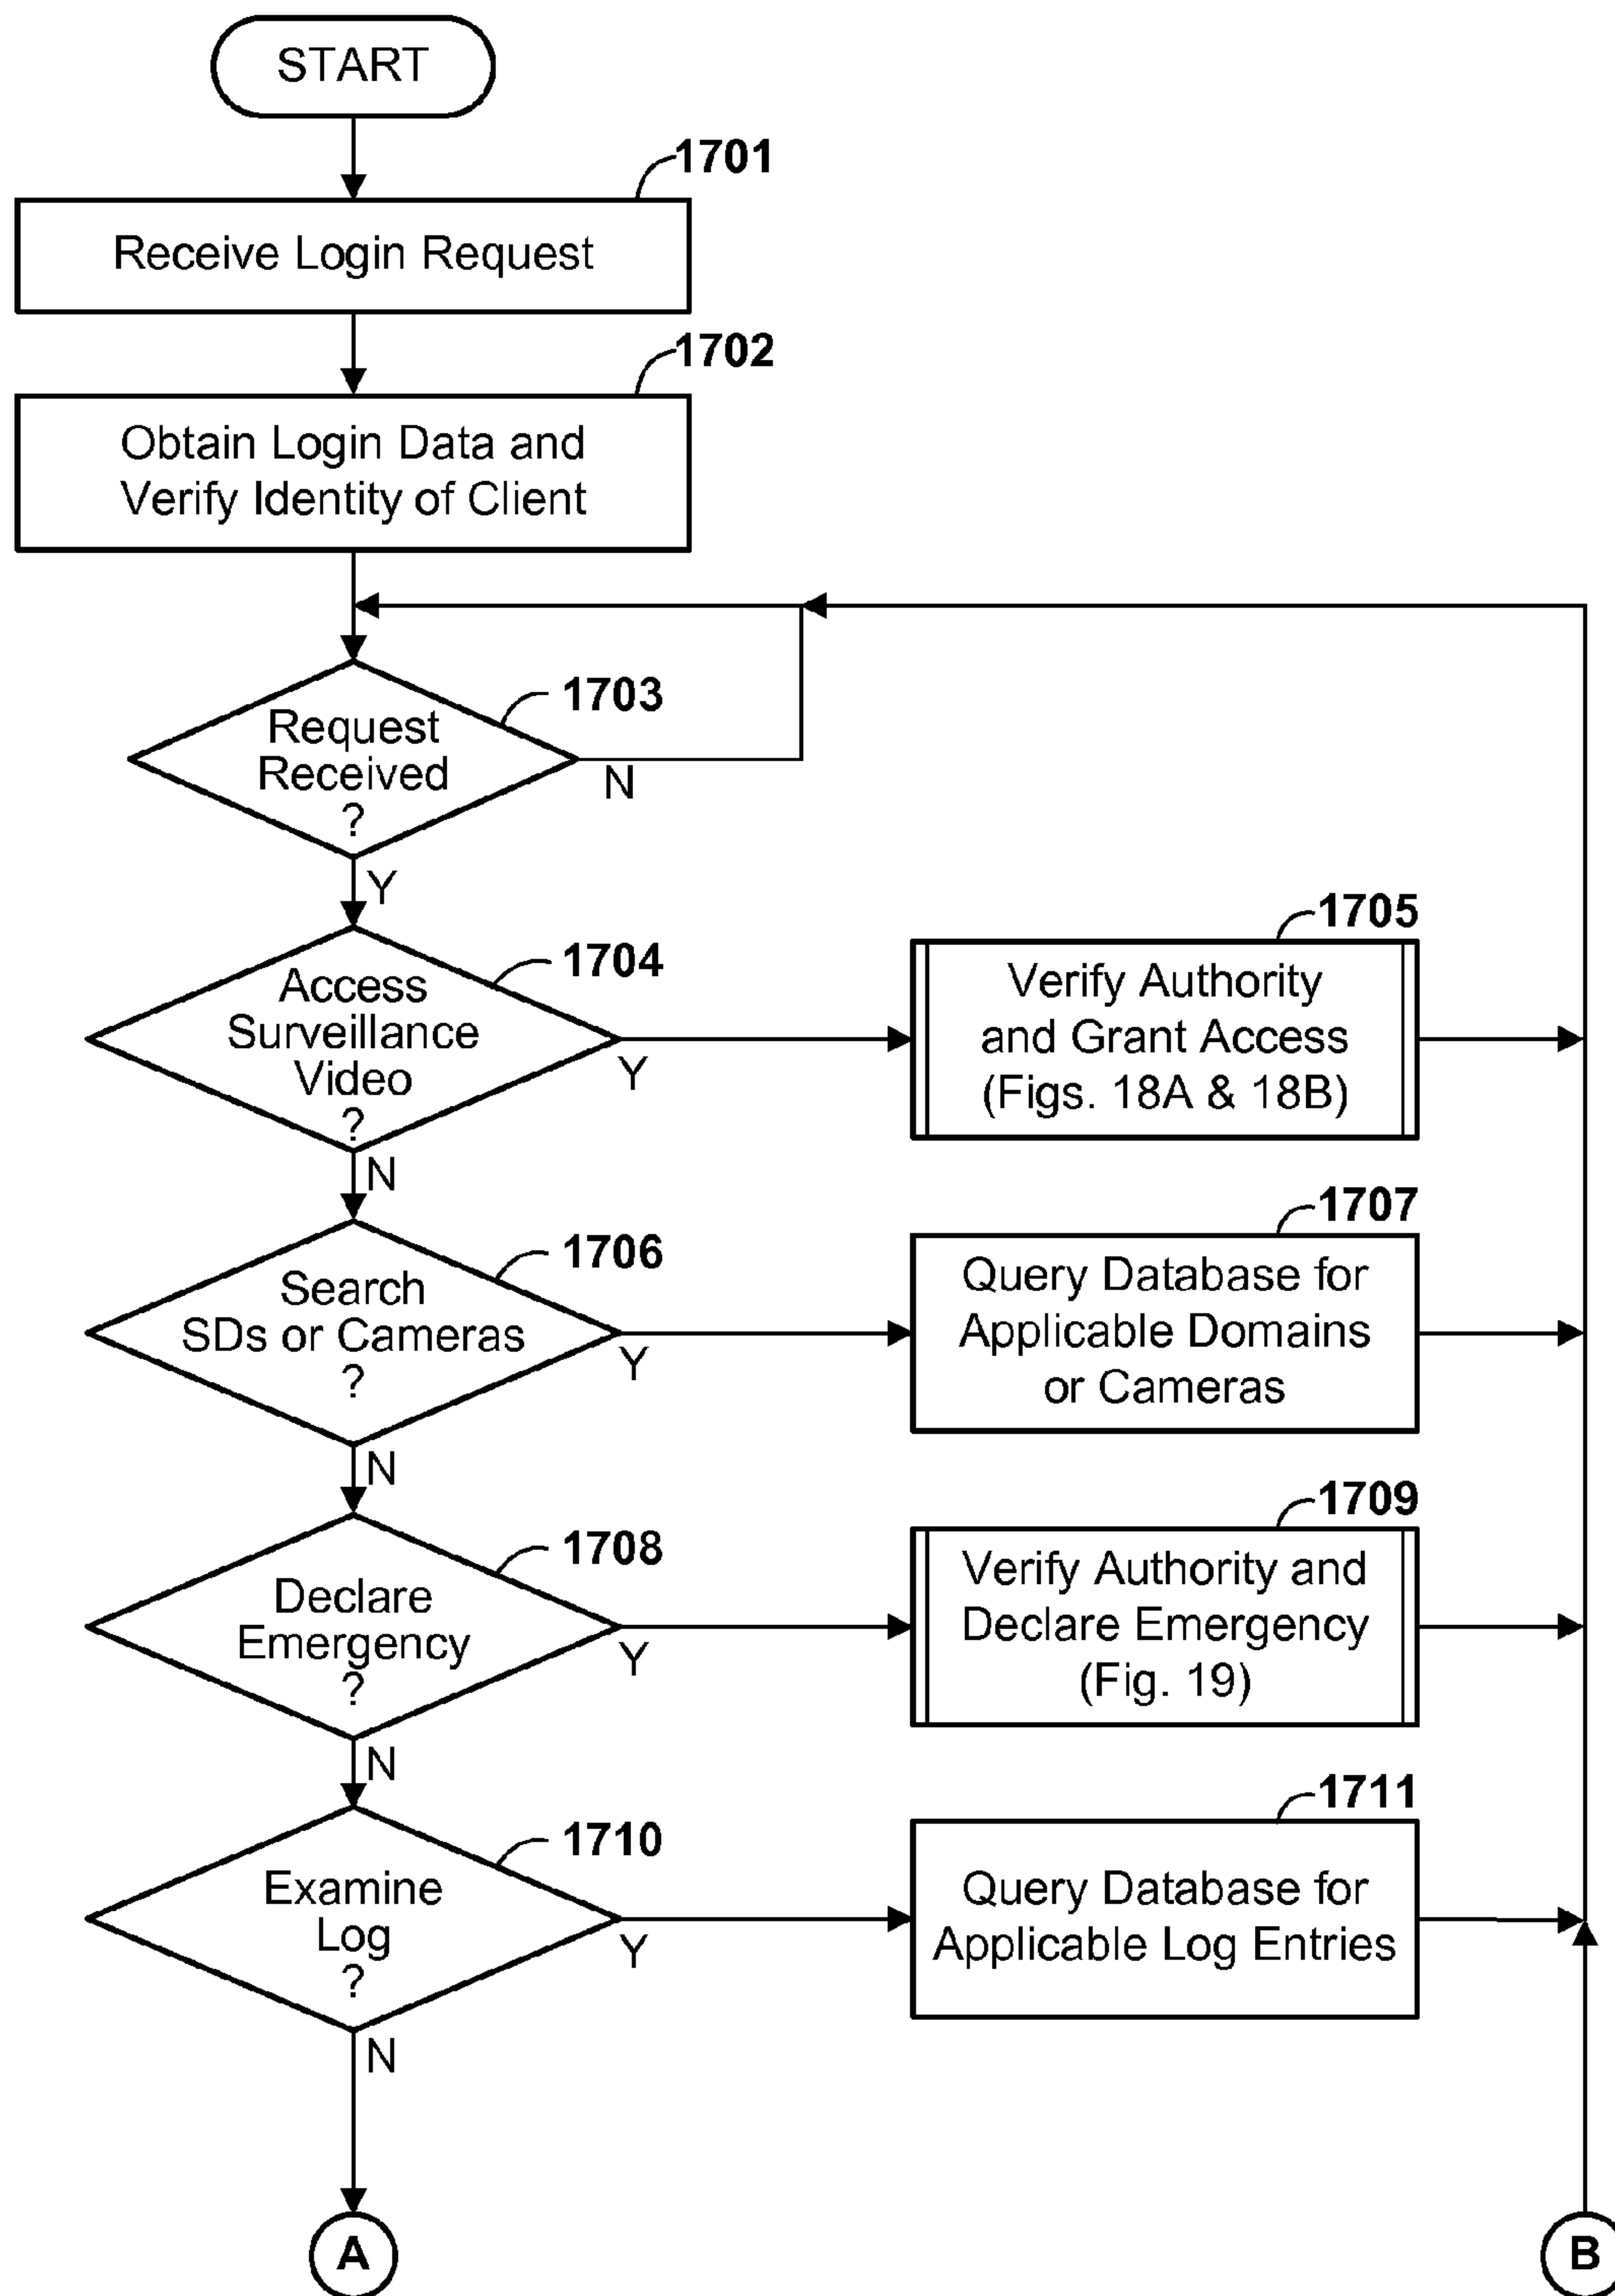 START
1701
Receive Login Request
1702
Obtain Login Data and
Verify Identity of Client
1703
Request
Received
?
N
Y
1704
Access
Surveillance
Video
?
Y
N
1705
Verify Authority
and Grant Access
(Figs. 18A & 18B)
1706
Search
SDs or Cameras
?
Y
N
1707
Query Database for
Applicable Domains
or Cameras
1708
Declare
Emergency
?
Y
N
1709
Verify Authority and
Declare Emergency
(Fig. 19)
1710
Examine
Log
?
Y
N
1711
Query Database for
Applicable Log Entries
A
B